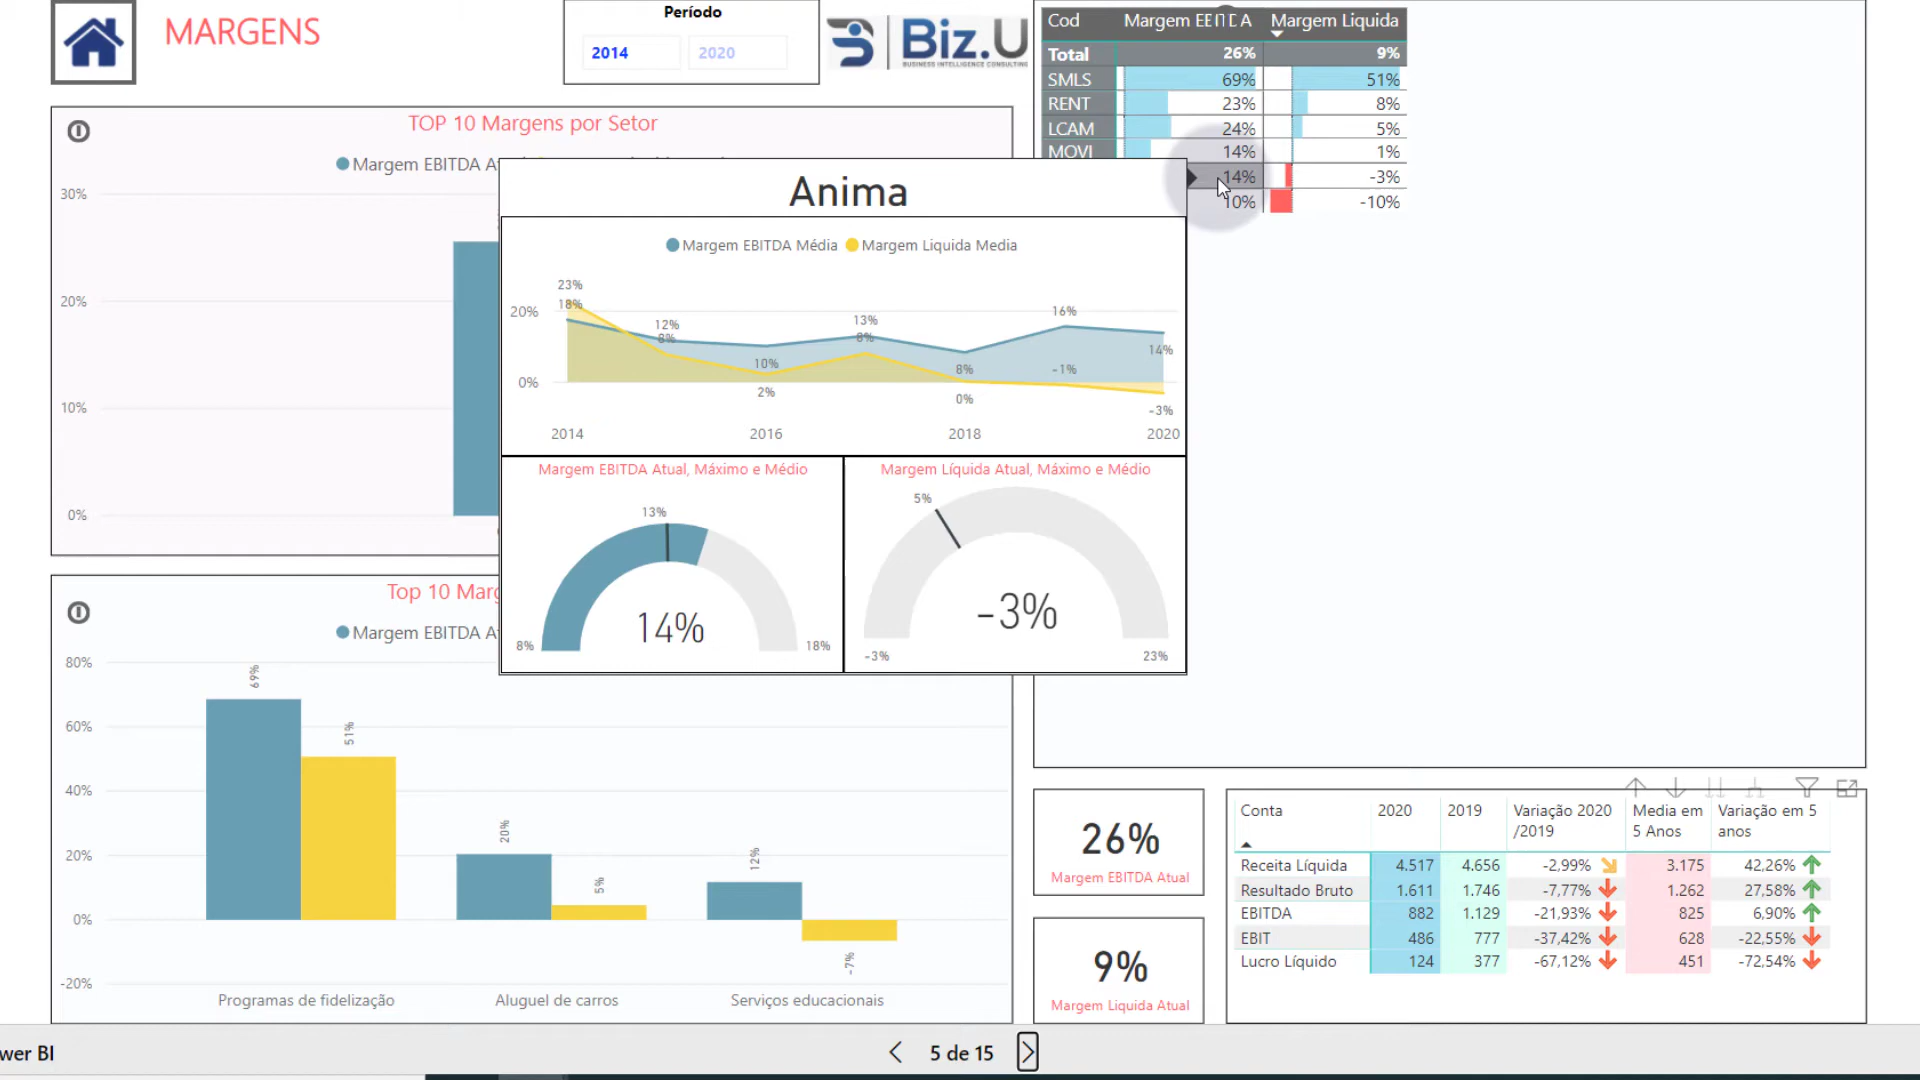 MARGENS
Período
2014
2020
Biz.U
BUSINESS INTELLIGENCE CONSULTING
Cod Margem EBITDA Margem Liquida
Total 26% 9%
SMLS 69% 51%
RENT 23% 8%
LCAM 24% 5%
MOVI 14% 1%
14% -3%
10% -10%
TOP 10 Margens por Setor
Margem EBITDA A
30%
20%
10%
0%
Anima
Margem EBITDA Média Margem Liquida Media
20%
0%
23%
18%
12%
8%
10%
2%
13%
8%
8%
0%
16%
-1%
14%
-3%
2014 2016 2018 2020
Margem EBITDA Atual, Máximo e Médio
13%
14%
8% 18%
Margem Líquida Atual, Máximo e Médio
5%
-3%
-3% 23%
Top 10 Marg
Margem EBITDA A
80%
60%
40%
20%
0%
-20%
69%
51%
20%
5%
12%
-7%
Programas de fidelização Aluguel de carros Serviços educacionais
26%
Margem EBITDA Atual
9%
Margem Liquida Atual
Conta 2020 2019 Variação 2020 Media em Variação em 5
/2019 5 Anos anos
Receita Líquida 4.517 4.656 -2,99% 3.175 42,26%
Resultado Bruto 1.611 1.746 -7,77% 1.262 27,58%
EBITDA 882 1.129 -21,93% 825 6,90%
EBIT 486 777 -37,42% 628 -22,55%
Lucro Líquido 124 377 -67,12% 451 -72,54%
wer BI
5 de 15